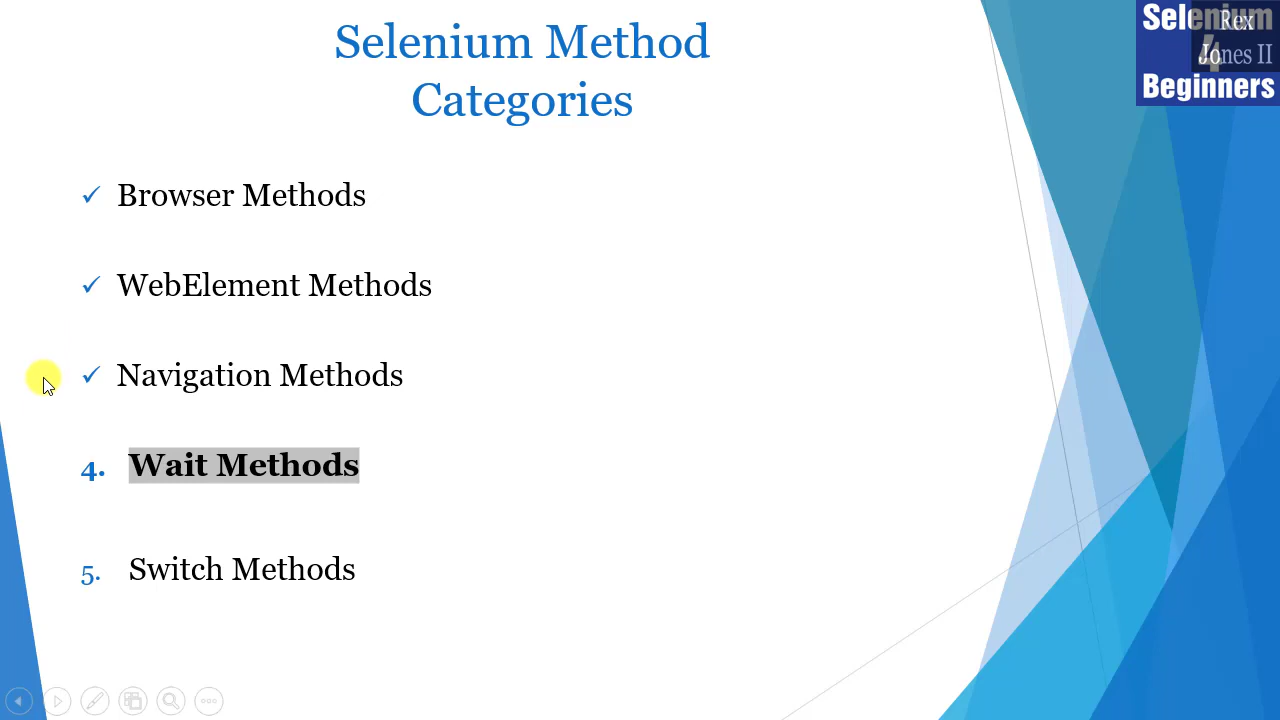 Selenium Method
Categories
Selenium
4
Beginners
Rex
Jones II
✓ Browser Methods
✓ WebElement Methods
✓ Navigation Methods
4. Wait Methods
5. Switch Methods